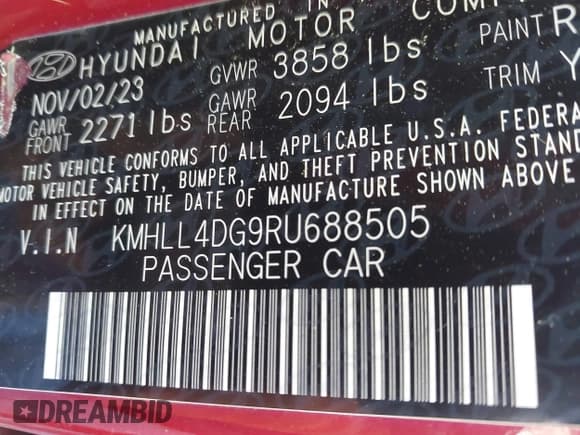 MANUFACTURED IN
HYUNDAI MOTOR COMP
NOV/02/23 GVWR 3858 lbs PAINT R
GAWR FRONT 2271 lbs GAWR REAR 2094 lbs TRIM Y
THIS VEHICLE CONFORMS TO ALL APPLICABLE U.S.A. FEDERA
MOTOR VEHICLE SAFETY, BUMPER, AND THEFT PREVENTION STAND
IN EFFECT ON THE DATE OF MANUFACTURE SHOWN ABOVE
V.I.N KMHLL4DG9RU688505
PASSENGER CAR
DREAMBID